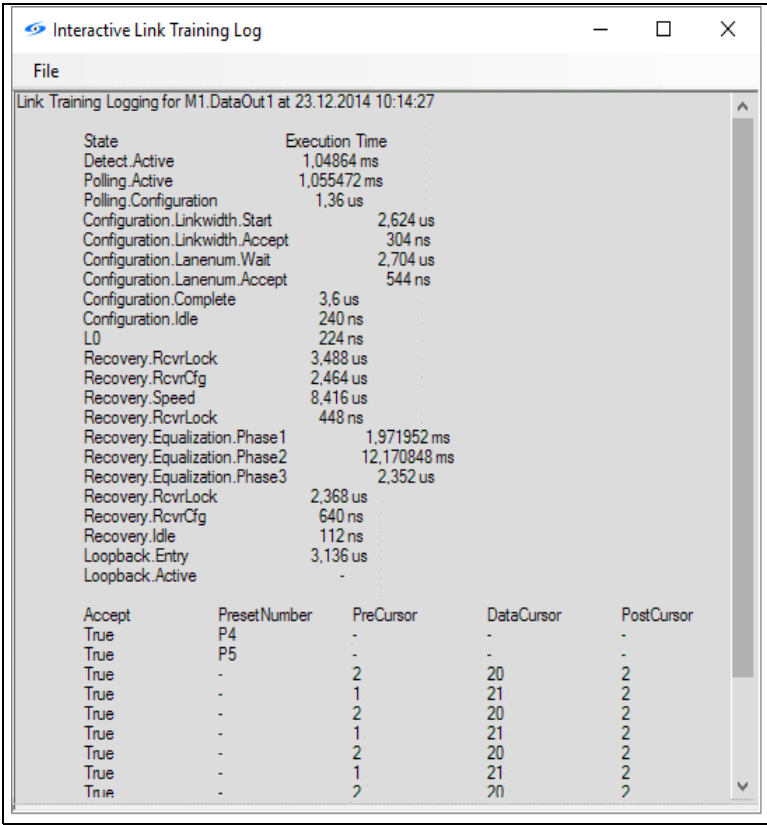 Interactive Link Training Log
File
Link Training Logging for M1.DataOut1 at 23.12.2014 10:14:27
State Execution Time
Detect.Active 1,04864 ms
Polling.Active 1,055472 ms
Polling.Configuration 1,36 us
Configuration.Linkwidth.Start 2,624 us
Configuration.Linkwidth.Accept 304 ns
Configuration.Lanenum.Wait 2,704 us
Configuration.Lanenum.Accept 544 ns
Configuration.Complete 3,6 us
Configuration.Idle 240 ns
L0 224 ns
Recovery.RcvrLock 3,488 us
Recovery.RcvrCfg 2,464 us
Recovery.Speed 8,416 us
Recovery.RcvrLock 448 ns
Recovery.Equalization.Phase1 1,971952 ms
Recovery.Equalization.Phase2 12,170848 ms
Recovery.Equalization.Phase3 2,352 us
Recovery.RcvrLock 2,368 us
Recovery.RcvrCfg 640 ns
Recovery.Idle 112 ns
Loopback.Entry 3,136 us
Loopback.Active -
Accept PresetNumber PreCursor DataCursor PostCursor
True P4 - - -
True P5 - - -
True - 2 20 2
True - 1 21 2
True - 2 20 2
True - 1 21 2
True - 2 20 2
True - 1 21 2
True - 2 20 2